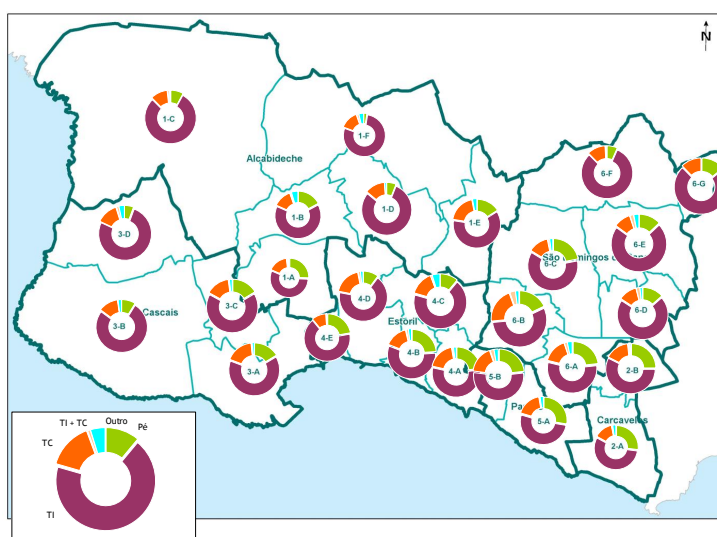 N
1-C
1-F
Alcabideche
6-F
6-G
1-B
1-D
1-E
3-D
6-E
São
6-C
1-A
3-C
4-D
4-C
6-D
Cascais
3-B
Estoril
6-B
4-E
4-B
3-A
4-A
5-B
6-A
2-B
5-A
Carcavelos
2-A
TI + TC
Outro
Pé
TC
TI